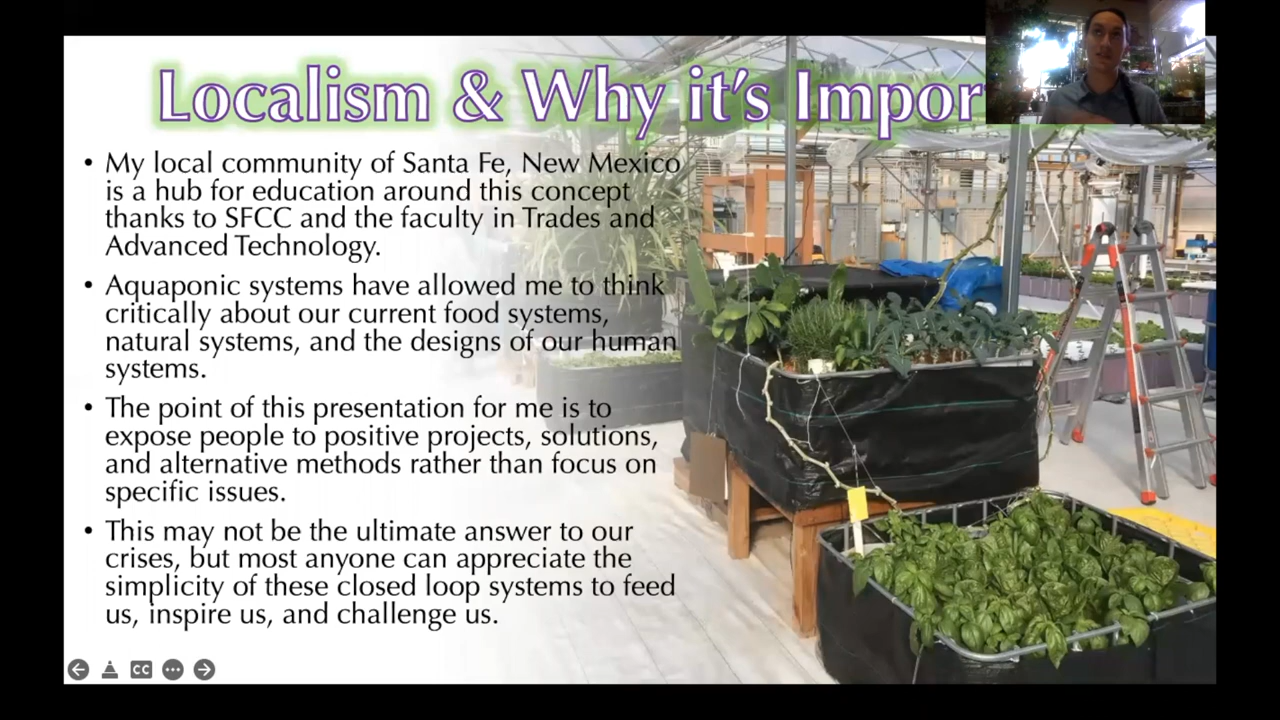 Localism & Why it's Impor
• My local community of Santa Fe, New Mexico
is a hub for education around this concept
thanks to SFCC and the faculty in Trades and
Advanced Technology.
• Aquaponic systems have allowed me to think
critically about our current food systems,
natural systems, and the designs of our human
systems.
• The point of this presentation for me is to
expose people to positive projects, solutions,
and alternative methods rather than focus on
specific issues.
• This may not be the ultimate answer to our
crises, but most anyone can appreciate the
simplicity of these closed loop systems to feed
us, inspire us, and challenge us.
CC